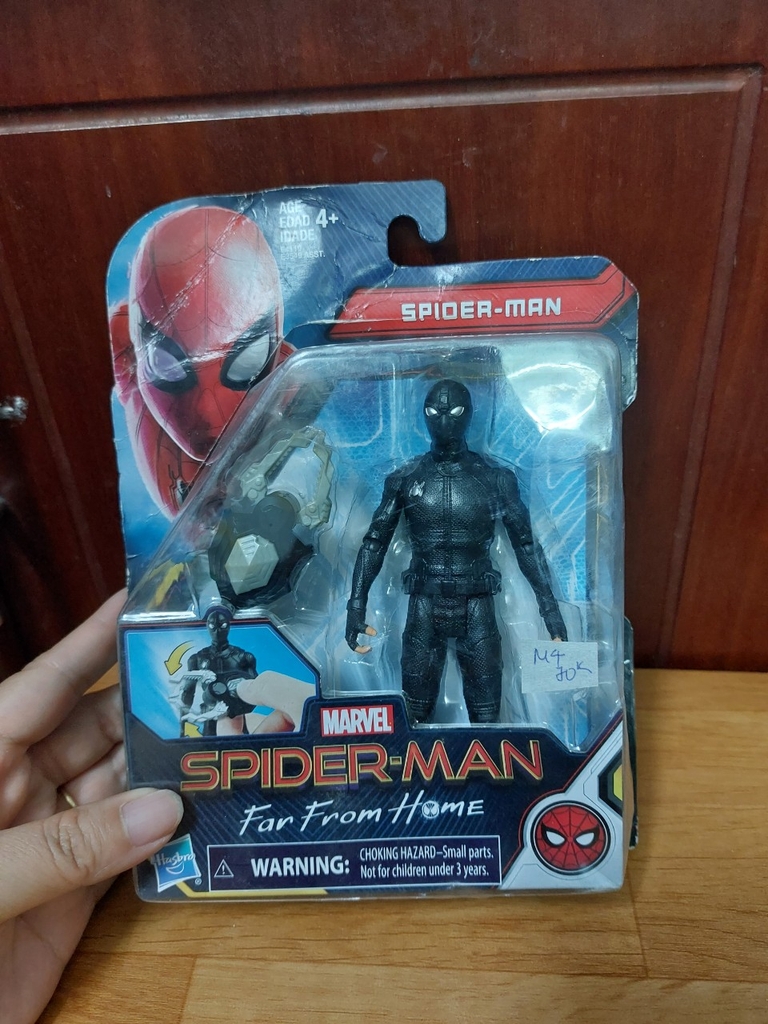 AGE
EDAD 4+
IDADE
SPIDER-MAN
M4
70K
MARVEL
SPIDER-MAN
Far From Home
Hasbro
®
WARNING:
CHOKING HAZARD–Small parts.
Not for children under 3 years.